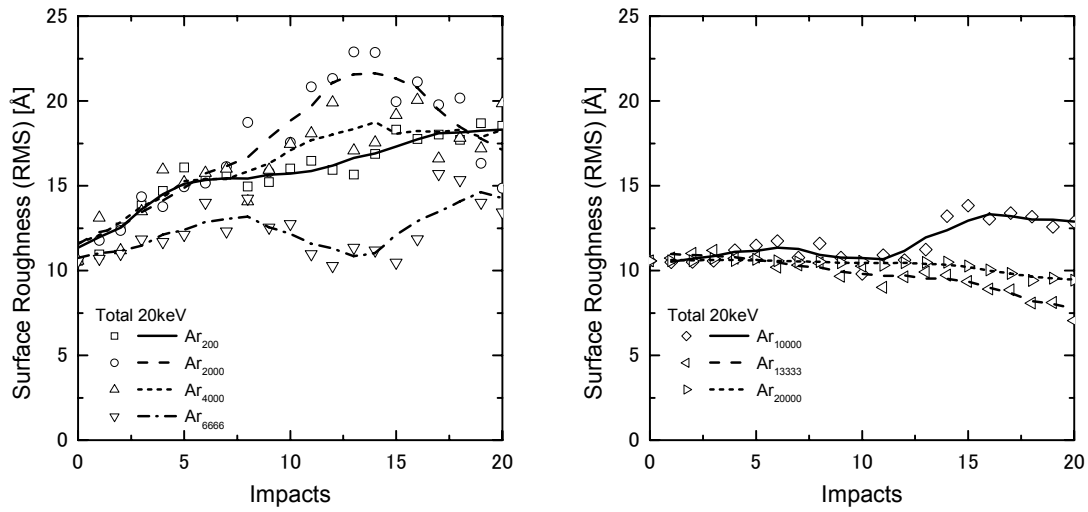 25
20
15
10
5
0
Surface Roughness (RMS) [Å]
Total 20keV
Ar200
Ar2000
Ar4000
Ar6666
0 5 10 15 20
Impacts
25
20
15
10
5
0
Surface Roughness (RMS) [Å]
Total 20keV
Ar10000
Ar13333
Ar20000
0 5 10 15 20
Impacts